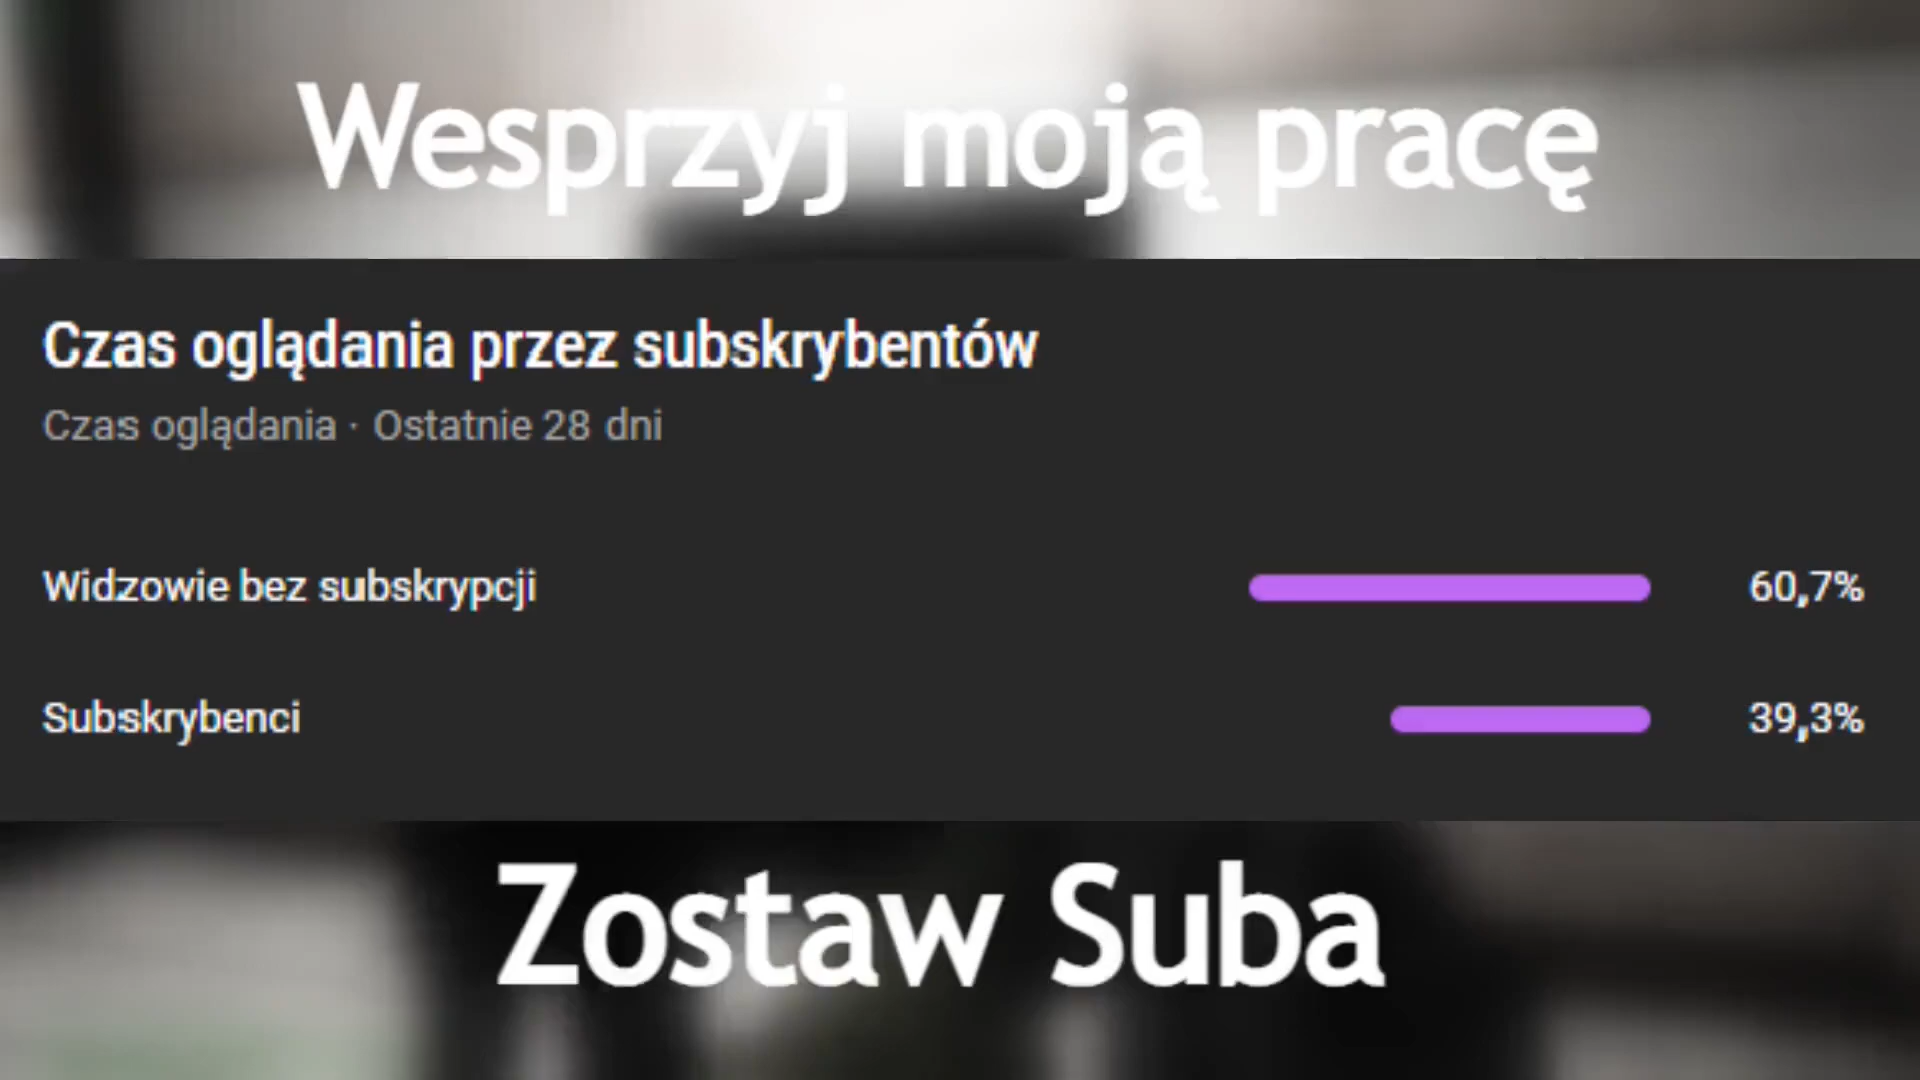 Wesprzyj moją pracę
Czas oglądania przez subskrybentów
Czas oglądania · Ostatnie 28 dni
Widzowie bez subskrypcji 60,7%
Subskrybenci 39,3%
Zostaw Suba